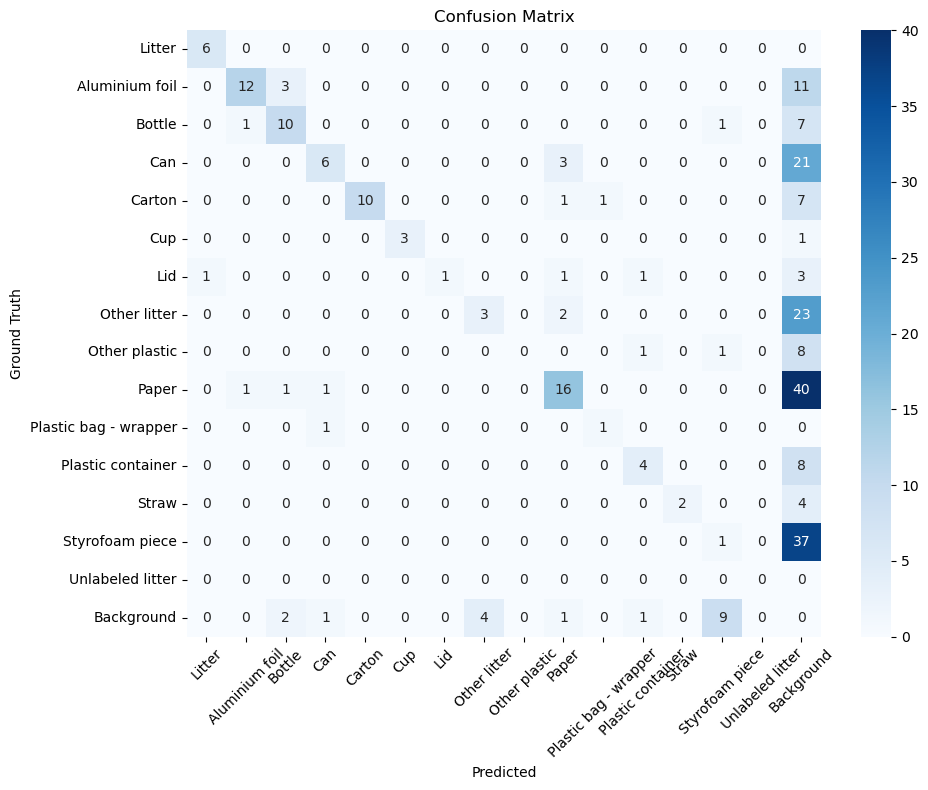 Confusion Matrix
Litter 6 0 0 0 0 0 0 0 0 0 0 0 0 0 0 0
Aluminium foil 0 12 3 0 0 0 0 0 0 0 0 0 0 0 0 11
Bottle 0 1 10 0 0 0 0 0 0 0 0 0 0 1 0 7
Can 0 0 0 6 0 0 0 0 0 3 0 0 0 0 0 21
Carton 0 0 0 0 10 0 0 0 0 1 1 0 0 0 0 7
Cup 0 0 0 0 0 3 0 0 0 0 0 0 0 0 0 1
Lid 1 0 0 0 0 0 1 0 0 1 0 1 0 0 0 3
Other litter 0 0 0 0 0 0 0 3 0 2 0 0 0 0 0 23
Other plastic 0 0 0 0 0 0 0 0 0 0 0 1 0 1 0 8
Paper 0 1 1 1 0 0 0 0 0 16 0 0 0 0 0 40
Plastic bag - wrapper 0 0 0 1 0 0 0 0 0 0 1 0 0 0 0 0
Plastic container 0 0 0 0 0 0 0 0 0 0 0 4 0 0 0 8
Straw 0 0 0 0 0 0 0 0 0 0 0 0 2 0 0 4
Styrofoam piece 0 0 0 0 0 0 0 0 0 0 0 0 0 1 0 37
Unlabeled litter 0 0 0 0 0 0 0 0 0 0 0 0 0 0 0 0
Background 0 0 2 1 0 0 0 4 0 1 0 1 0 9 0 0
Litter
Aluminium foil
Bottle
Can
Carton
Cup
Lid
Other litter
Other plastic
Paper
Plastic bag - wrapper
Plastic container
Straw
Styrofoam piece
Unlabeled litter
Background
Predicted
Ground Truth
40
35
30
25
20
15
10
5
0